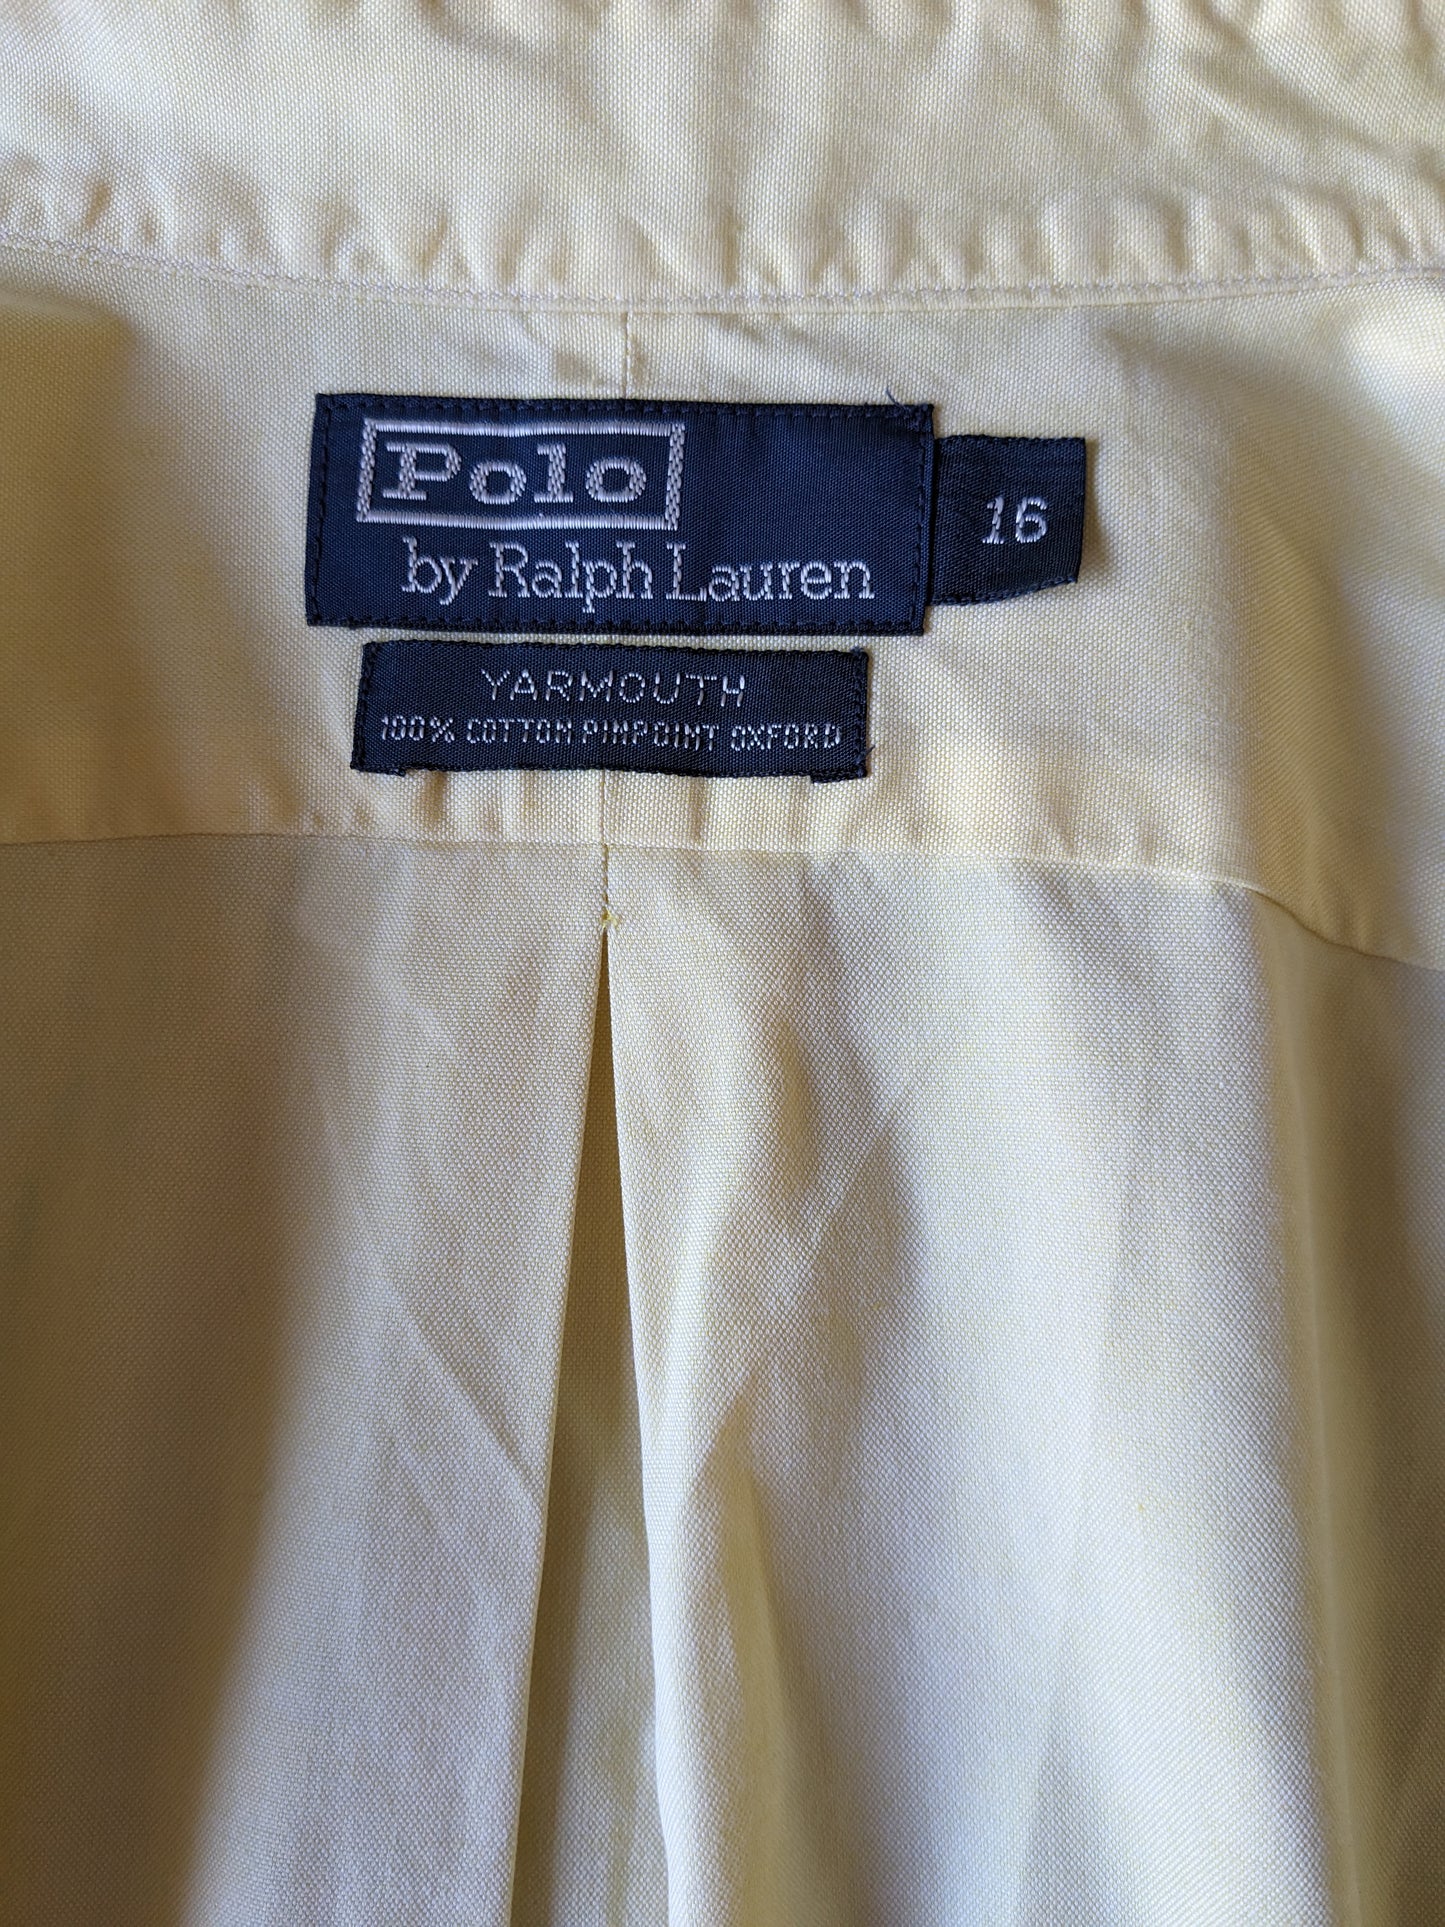 Polo
by Ralph Lauren
16
YARMOUTH
100% COTTON PINPOINT OXFORD